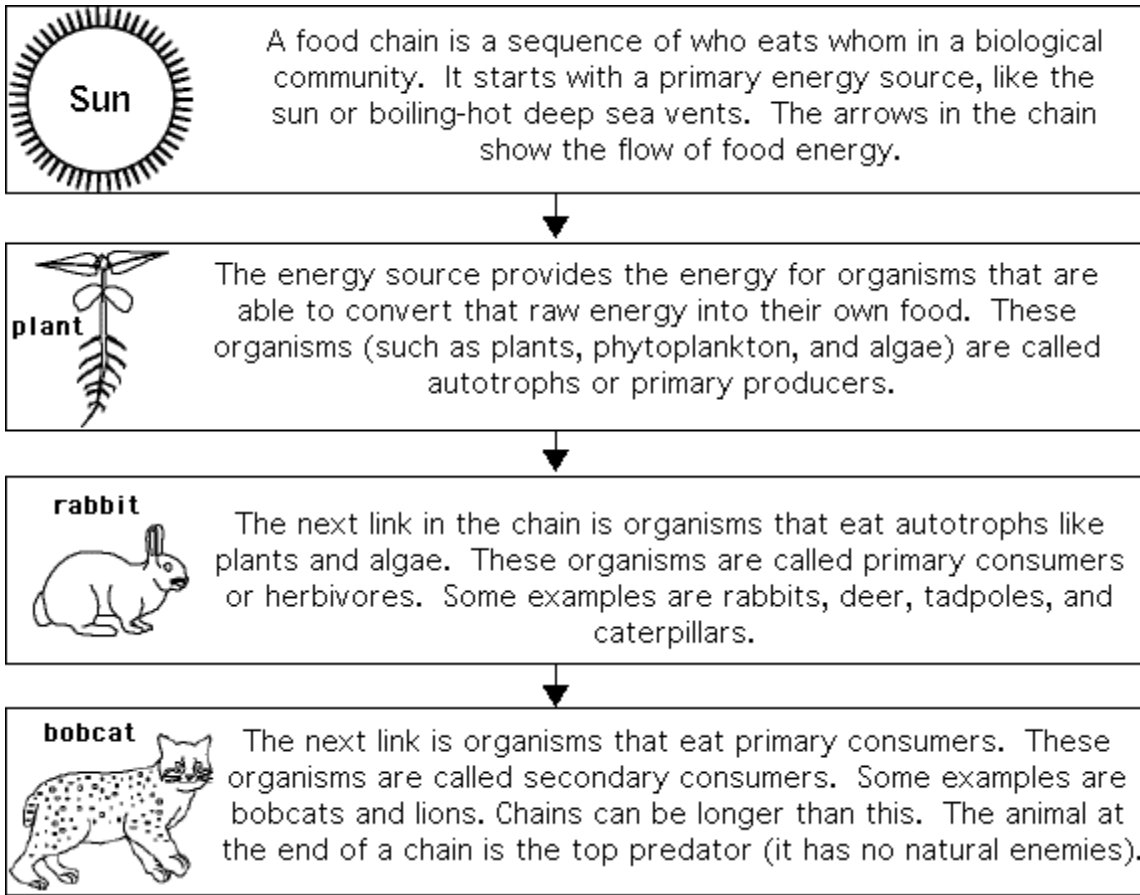 Sun
A food chain is a sequence of who eats whom in a biological
community. It starts with a primary energy source, like the
sun or boiling-hot deep sea vents. The arrows in the chain
show the flow of food energy.
plant
The energy source provides the energy for organisms that are
able to convert that raw energy into their own food. These
organisms (such as plants, phytoplankton, and algae) are called
autotrophs or primary producers.
rabbit
The next link in the chain is organisms that eat autotrophs like
plants and algae. These organisms are called primary consumers
or herbivores. Some examples are rabbits, deer, tadpoles, and
caterpillars.
bobcat
The next link is organisms that eat primary consumers. These
organisms are called secondary consumers. Some examples are
bobcats and lions. Chains can be longer than this. The animal at
the end of a chain is the top predator (it has no natural enemies).